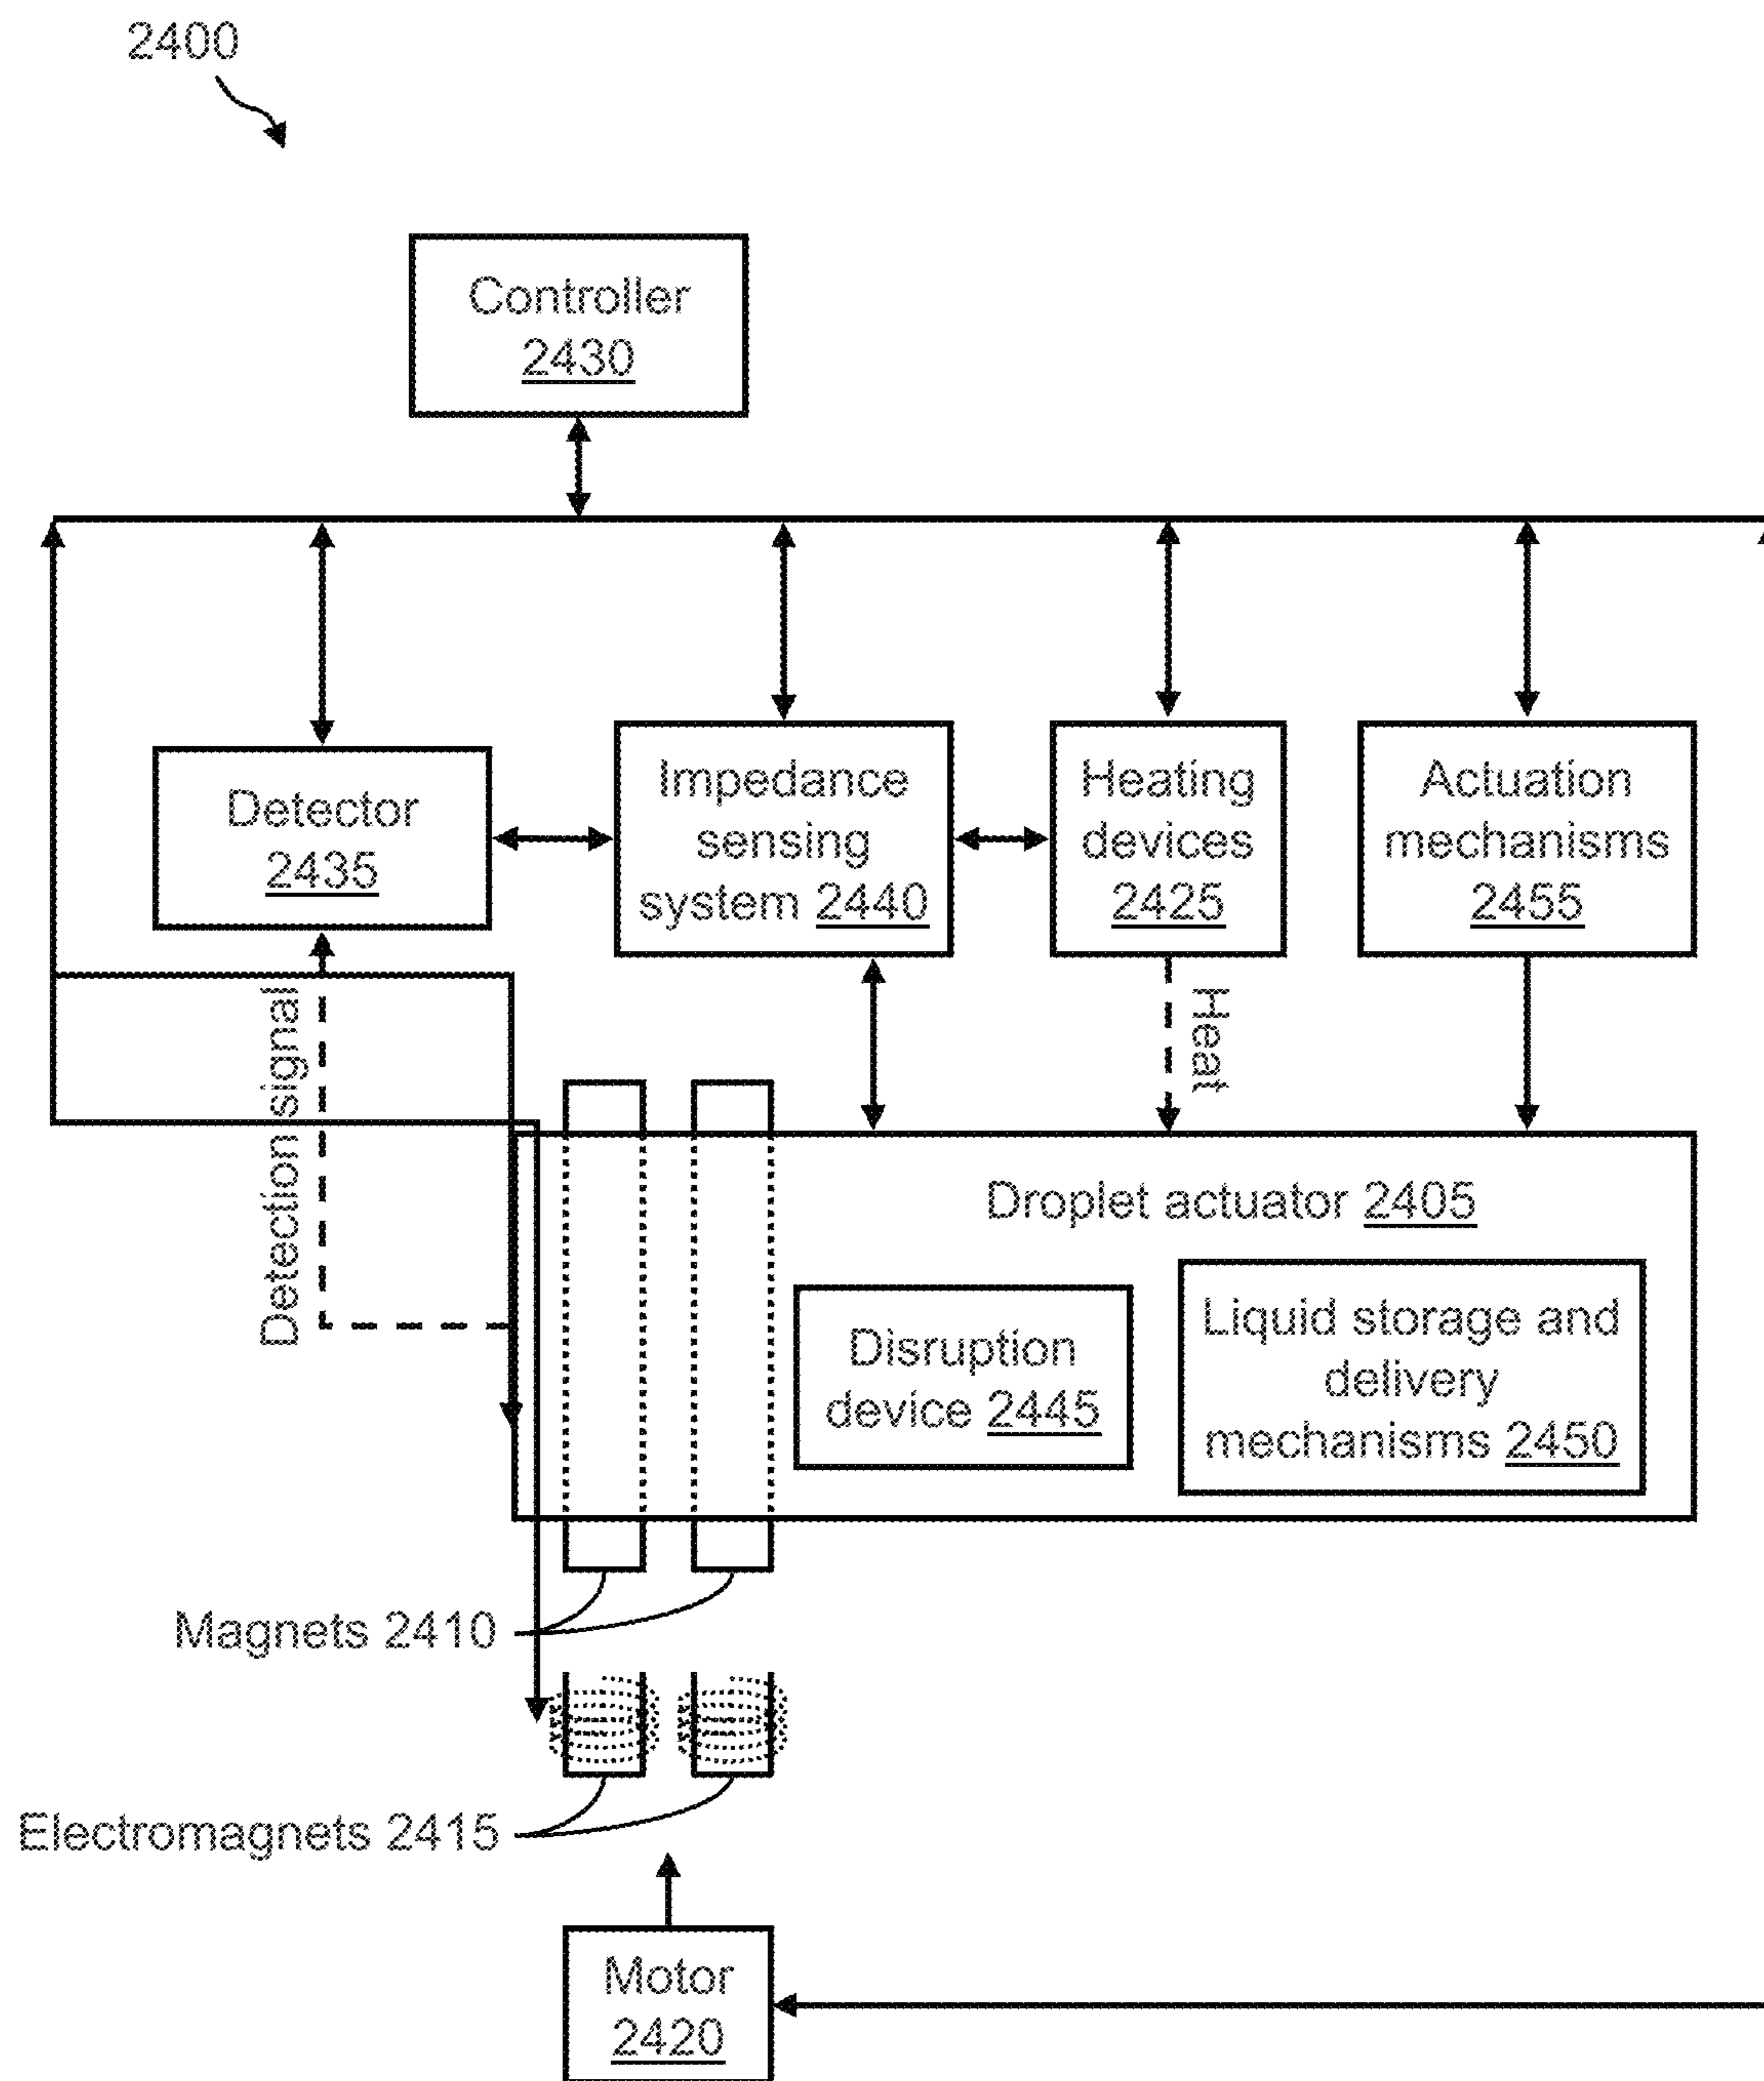 2400
Controller
2430
Detector
2435
Impedance
sensing
system 2440
Heating
devices
2425
Actuation
mechanisms
2455
Detection signal
Heat
Droplet actuator 2405
Disruption
device 2445
Liquid storage and
delivery
mechanisms 2450
Magnets 2410
Electromagnets 2415
Motor
2420